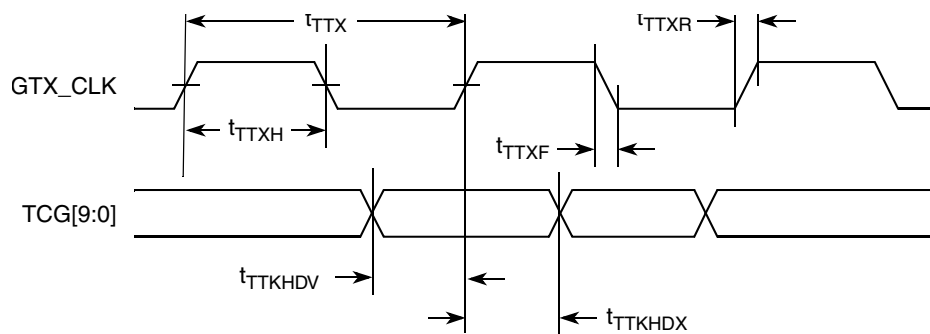 tTTX
tTTXR
GTX_CLK
tTTXH
tTTXF
TCG[9:0]
tTTKHDV
tTTKHDX